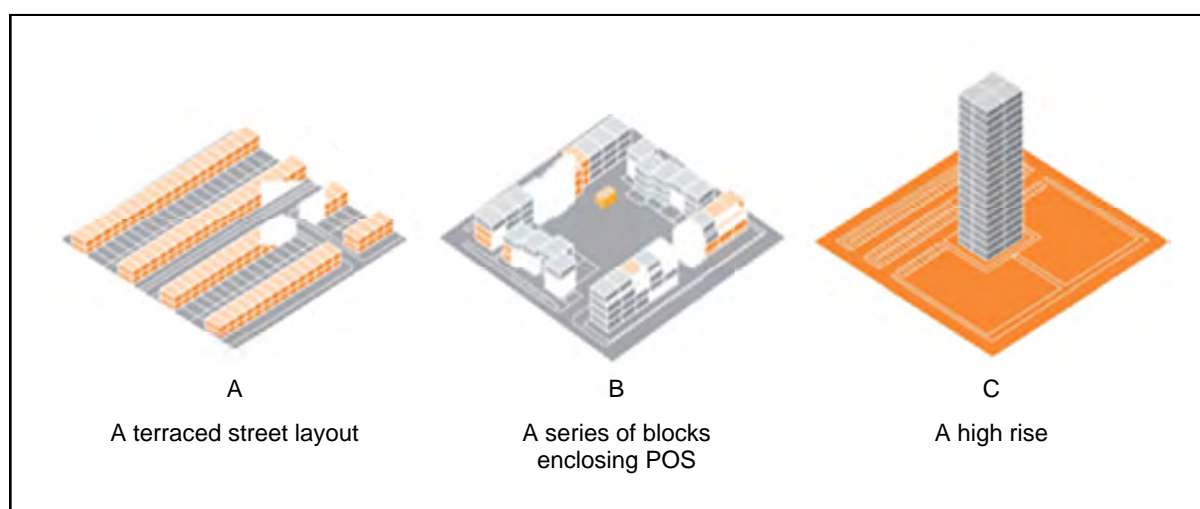 A
A terraced street layout
B
A series of blocks
enclosing POS
C
A high rise